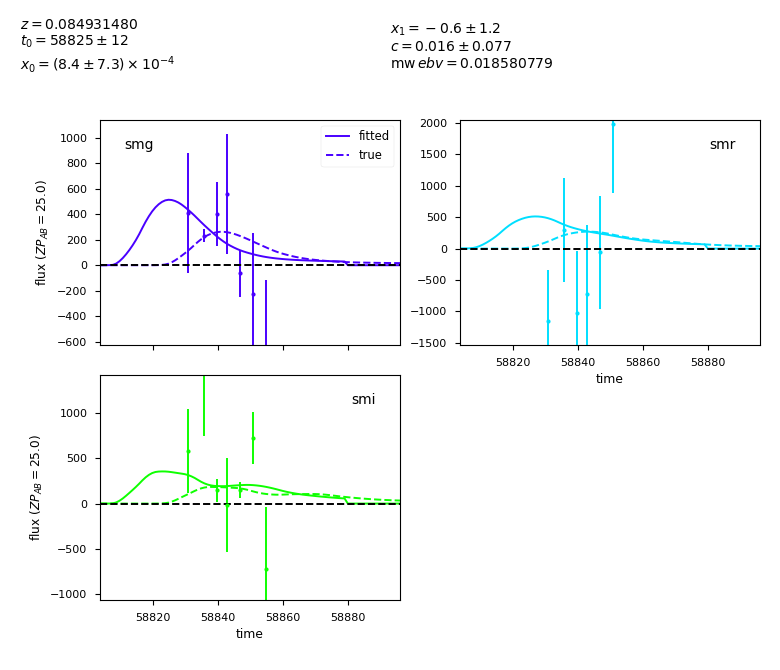 z = 0.084931480
t₀ = 58825 ± 12
x₀ = (8.4 ± 7.3) × 10⁻⁴
x₁ = −0.6 ± 1.2
c = 0.016 ± 0.077
mw ebv = 0.018580779
smg
fitted
true
1000
800
600
400
200
0
−200
−400
−600
flux (ZP_AB = 25.0)
smr
2000
1500
1000
500
0
−500
−1000
−1500
58820 58840 58860 58880
time
smi
1000
500
0
−500
−1000
flux (ZP_AB = 25.0)
58820 58840 58860 58880
time